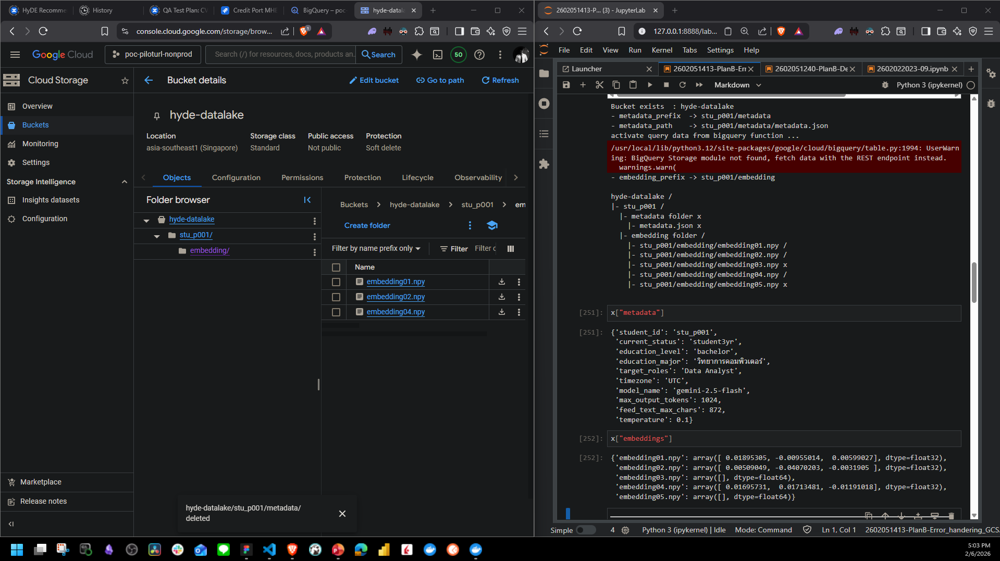 HyDE Recomme
History
QA Test Plan: CV
Credit Port MHE
BigQuery – poc-
hyde-datala
console.cloud.google.com/storage/brow...
1
Google Cloud
poc-piloturl-nonprod
Search (/) for resources, docs, products an.
Search
50
Cloud Storage
Overview
Buckets
Monitoring
Settings
Storage Intelligence
Insights datasets
Configuration
Marketplace
Release notes
Bucket details
Edit bucket
Go to path
Refresh
hyde-datalake
Location
Storage class
Public access
Protection
asia-southeast1 (Singapore)
Standard
Not public
Soft delete
Objects
Configuration
Permissions
Protection
Lifecycle
Observability
Folder browser
hyde-datalake
stu_p001/
embedding/
Buckets
hyde-datalake
stu_p001
em
Create folder
Filter by name prefix only
Filter
Filter
Name
embedding01.npy
embedding02.npy
embedding04.npy
hyde-datalake/stu_p001/metadata/
deleted
2602051413-P... (3) - JupyterLab
127.0.0.1:8888/lab...
File
Edit
View
Run
Kernel
Tabs
Settings
Help
Launcher
2602051413-PlanB-Err
2602051240-PlanB-De
2602022023-09.ipynb
Markdown
Python 3 (ipykernel)
Bucket exists  : hyde-datalake
- metadata_prefix  -> stu_p001/metadata
- metadata_path    -> stu_p001/metadata/metadata.json
activate query data from bigquery function ...
/usr/local/lib/python3.12/site-packages/google/cloud/bigquery/table.py:1994: UserWarn
ing: BigQuery Storage module not found, fetch data with the REST endpoint instead.
warnings.warn(
- embedding_prefix -> stu_p001/embedding
hyde-datalake /
|- stu_p001 /
|- metadata folder x
|- metadata.json x
|- embedding folder /
|- stu_p001/embedding/embedding01.npy /
|- stu_p001/embedding/embedding02.npy /
|- stu_p001/embedding/embedding03.npy x
|- stu_p001/embedding/embedding04.npy /
|- stu_p001/embedding/embedding05.npy x
[251]: x["metadata"]
[251]: {'student_id': 'stu_p001',
'current_status': 'student3yr',
'education_level': 'bachelor',
'education_major': 'วิทยาการคอมพิวเตอร์',
'target_roles': 'Data Analyst',
'timezone': 'UTC',
'model_name': 'gemini-2.5-flash',
'max_output_tokens': 1024,
'feed_text_max_chars': 872,
'temperature': 0.1}
[252]: x["embeddings"]
[252]: {'embedding01.npy': array([ 0.01895305, -0.00955014,  0.00599027], dtype=float32),
'embedding02.npy': array([ 0.00509049, -0.04070203, -0.0031905 ], dtype=float32),
'embedding03.npy': array([], dtype=float64),
'embedding04.npy': array([ 0.01695731,  0.01713481, -0.01191018], dtype=float32),
'embedding05.npy': array([], dtype=float64)}
Simple
4
Python 3 (ipykernel) | Idle
Mode: Command
Ln 1, Col 1
2602051413-PlanB-Error_handering_GCS.
5:03 PM
2/6/2026